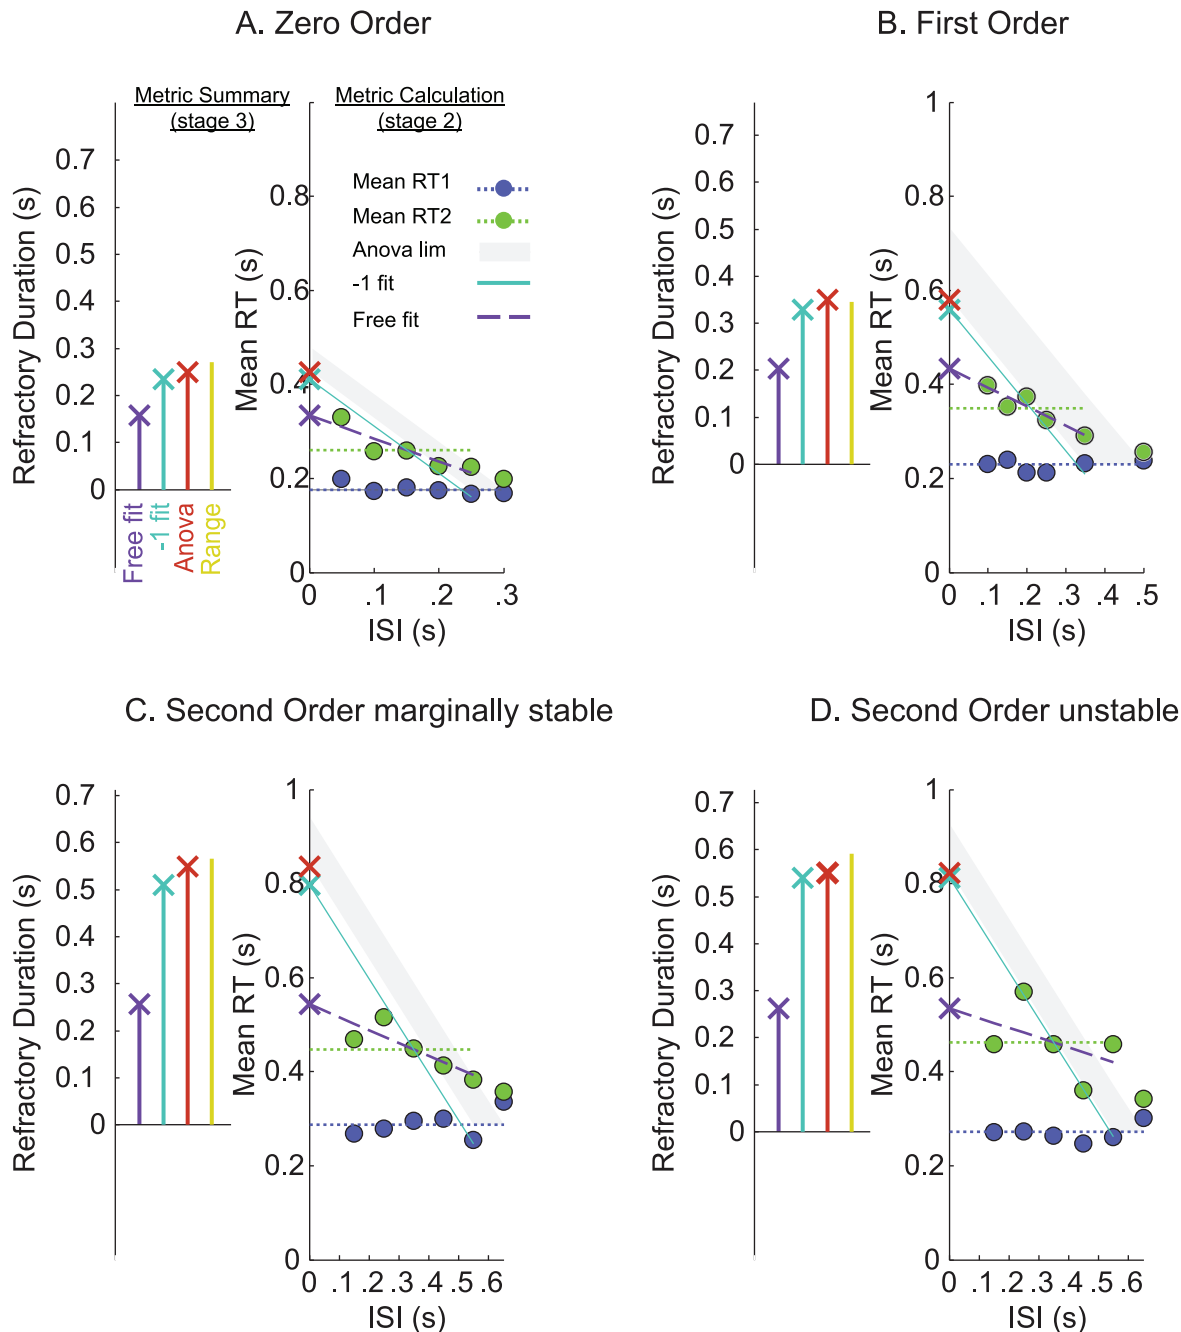 A. Zero Order
Metric Summary
(stage 3)
Metric Calculation
(stage 2)
Mean RT1
Mean RT2
Anova lim
-1 fit
Free fit
Refractory Duration (s)
0.7
0.6
0.5
0.4
0.3
0.2
0.1
0
Free fit
-1 fit
Anova
Range
Mean RT (s)
0.8
0.6
0.4
0.2
0
0 .1 .2 .3
ISI (s)
B. First Order
Refractory Duration (s)
0.7
0.6
0.5
0.4
0.3
0.2
0.1
0
Mean RT (s)
1
0.8
0.6
0.4
0.2
0
0 .1 .2 .3 .4 .5
ISI (s)
C. Second Order marginally stable
Refractory Duration (s)
0.7
0.6
0.5
0.4
0.3
0.2
0.1
0
Mean RT (s)
1
0.8
0.6
0.4
0.2
0
0 .1 .2 .3 .4 .5 .6
ISI (s)
D. Second Order unstable
Refractory Duration (s)
0.7
0.6
0.5
0.4
0.3
0.2
0.1
0
Mean RT (s)
1
0.8
0.6
0.4
0.2
0
0 .1 .2 .3 .4 .5 .6
ISI (s)